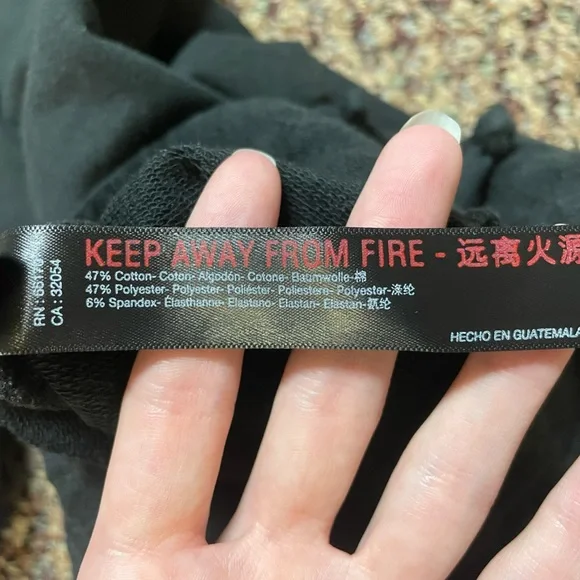 KEEP AWAY FROM FIRE - 远离火源
47% Cotton- Coton- Algodón- Cotone- Baumwolle-棉
47% Polyester- Polyester- Poliéster- Poliestere- Polyester-涤纶
6% Spandex- Élasthanne- Elastano- Elastan- Elastan-氨纶
HECHO EN GUATEMALA
RN :
CA : 32054